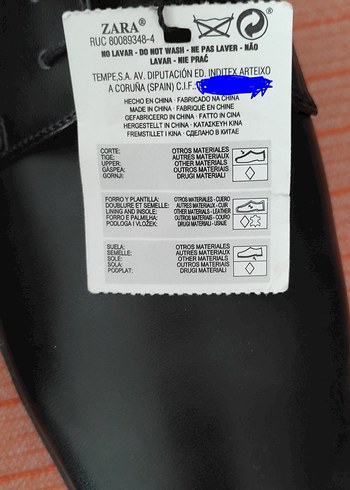 ZARA®
RUC 80089348-4
NO LAVAR - DO NOT WASH - NE PAS LAVER - NÃO
LAVAR - NIE PRAĆ
TEMPE,S.A. AV. DIPUTACIÓN ED. INDITEX ARTEIXO
A CORUÑA (SPAIN) C.I.F.:
HECHO EN CHINA · FABRICADO NA CHINA
MADE IN CHINA · FABRIQUÉ EN CHINE
GEFABRICEERD IN CHINA · FATTO IN CINA
HERGESTELLT IN CHINA · ΚΑΤΑΣΚΕΥΗ ΚΙΝΑ
FREMSTILLET I KINA · СДЕЛАНО В КИТАЕ
CORTE: OTROS MATERIALES
TIGE: AUTRES MATERIAUX
UPPER: OTHER MATERIALS
GÁSPEA: OUTROS MATERIAIS
GORNJI: DRUGI MATERIALI
FORRO Y PLANTILLA: OTROS MATERIALES - CUERO
DOUBLURE ET SEMELLE: AUTRES MATERIAUX - CUIR
LINING AND INSOLE: OTHER MATERIALS - LEATHER
FORRO E PALMILHA: OUTROS MATERIAIS - COURO
PODLOGA I VLOŽEK: DRUGI MATERIALI - USNJE
SUELA: OTROS MATERIALES
SEMELLE: AUTRES MATERIAUX
SOLE: OTHER MATERIALS
SOLA: OUTROS MATERIAIS
PODPLAT: DRUGI MATERIALI